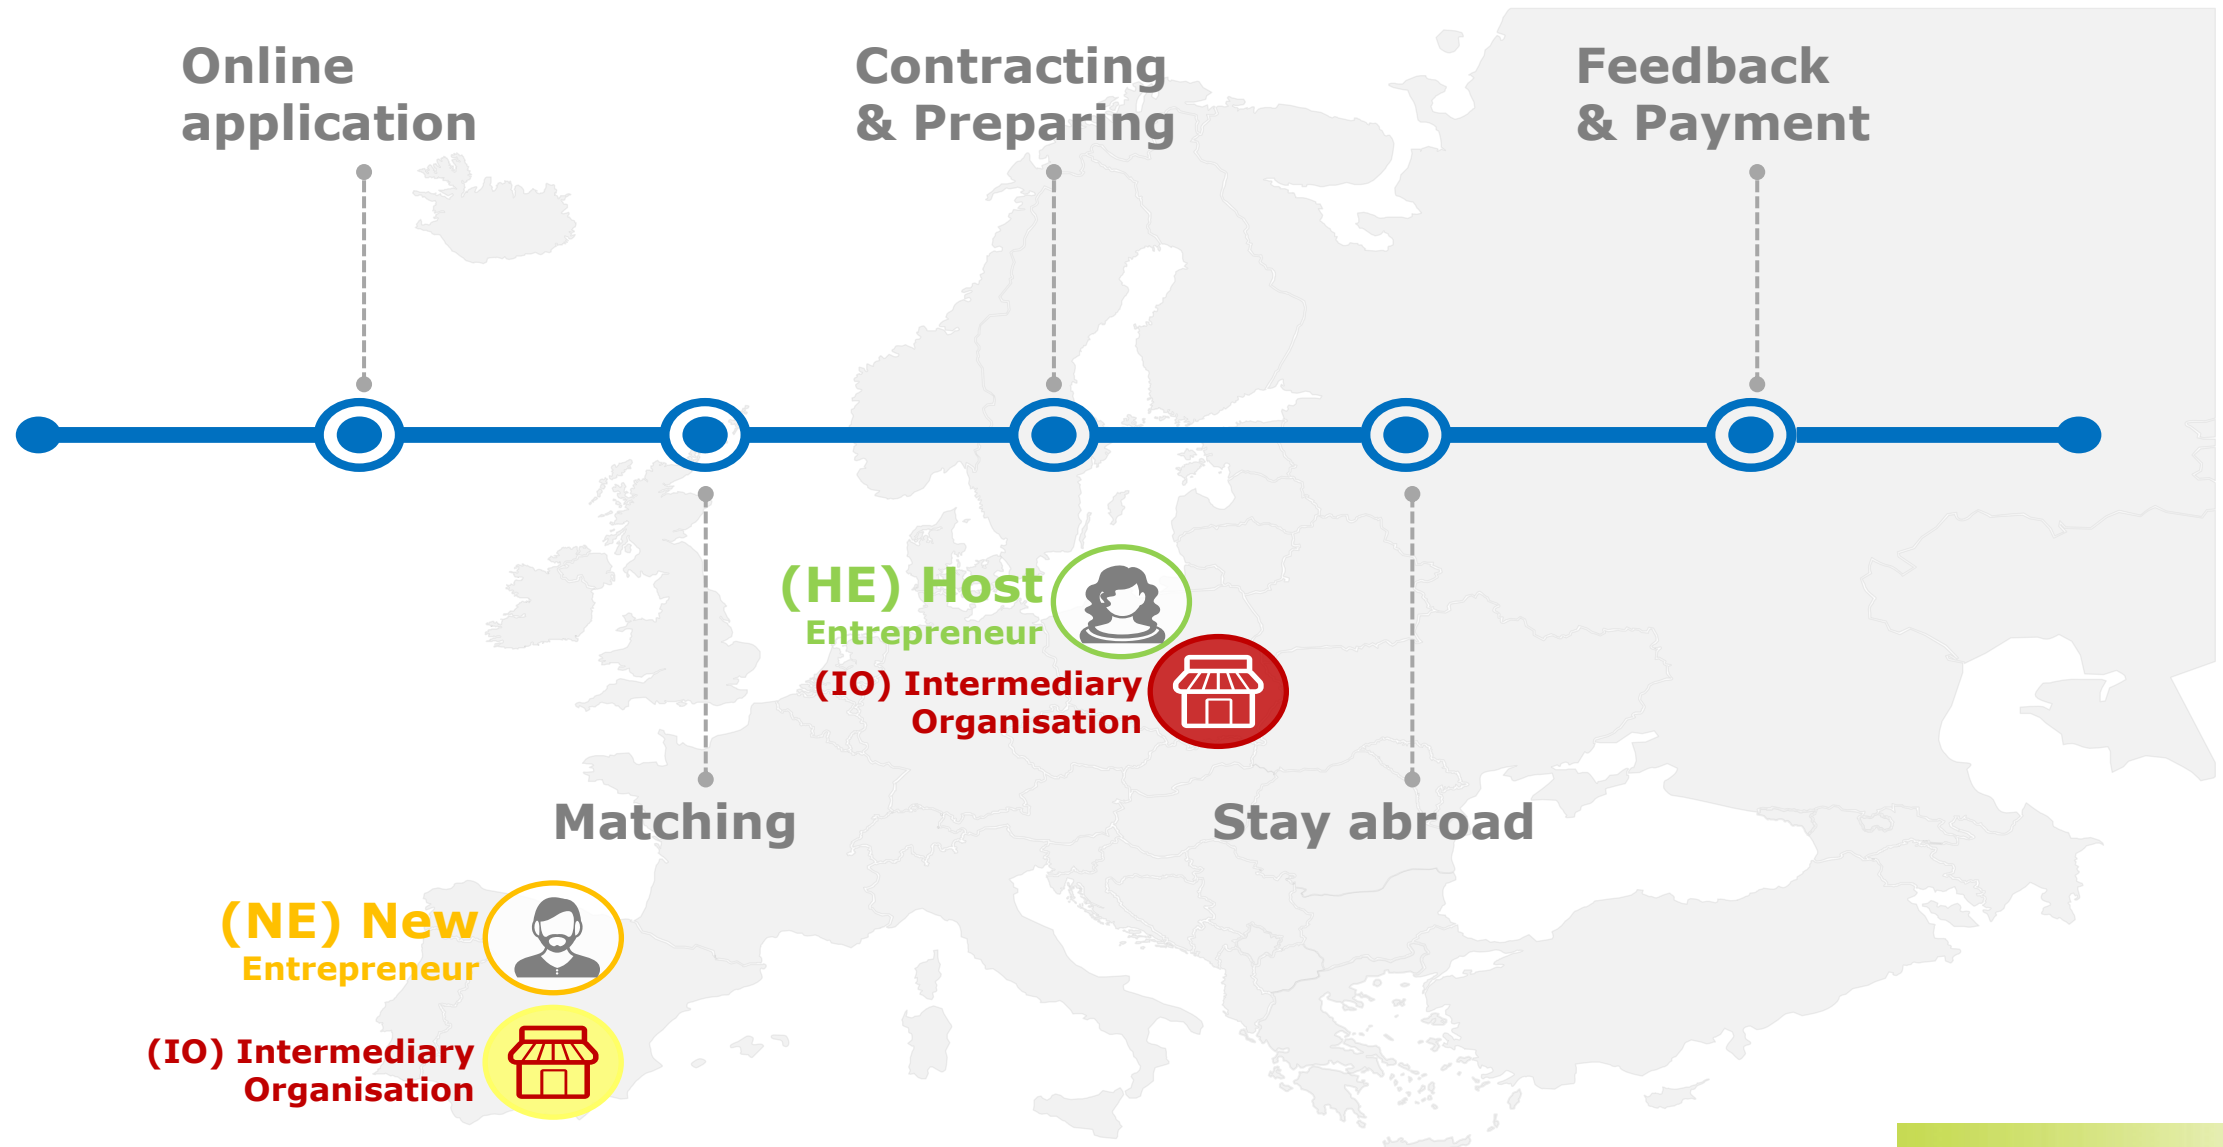 Online
application
Contracting
& Preparing
Feedback
& Payment
(HE) Host
Entrepreneur
(IO) Intermediary
Organisation
Matching
Stay abroad
(NE) New
Entrepreneur
(IO) Intermediary
Organisation